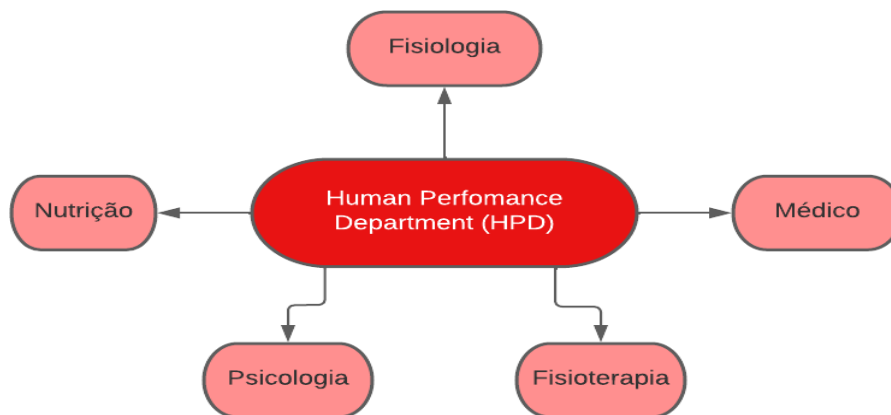 Fisiologia
Human Perfomance
Department (HPD)
Nutrição
Médico
Psicologia
Fisioterapia